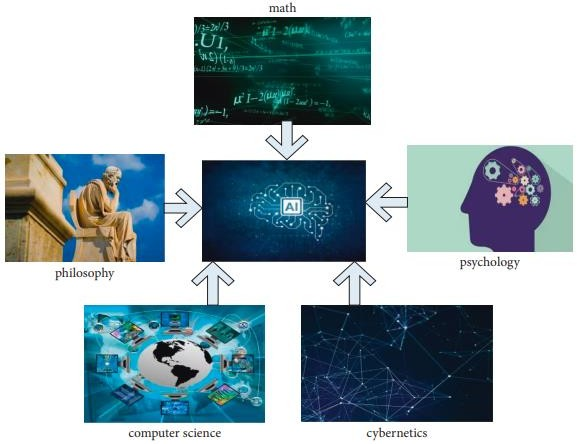 math
AI
philosophy
psychology
computer science
cybernetics